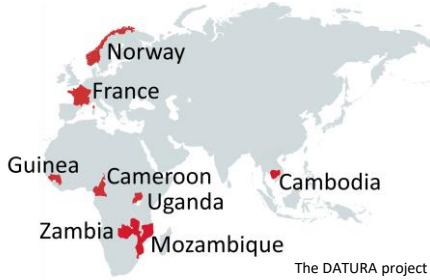 Norway
France
Guinea
Cameroon
Uganda
Cambodia
Zambia
Mozambique
The DATURA project